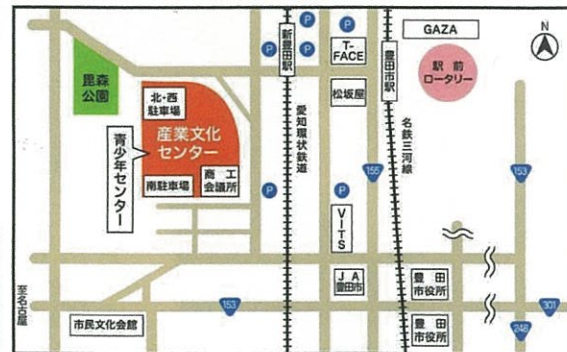 GAZA
N
新豊田駅
P
P
P
P
T-
FACE
豊田市駅
駅 前
ロータリー
毘森
公園
北・西
駐車場
松坂屋
産業文化
センター
青少年センター
愛知環状鉄道
名鉄三河線
155
153
南駐車場
商 工
会議所
P
P
VITS
JA
豊田市
豊 田
市役所
至名古屋
153
301
市民文化会館
豊 田
市役所
248